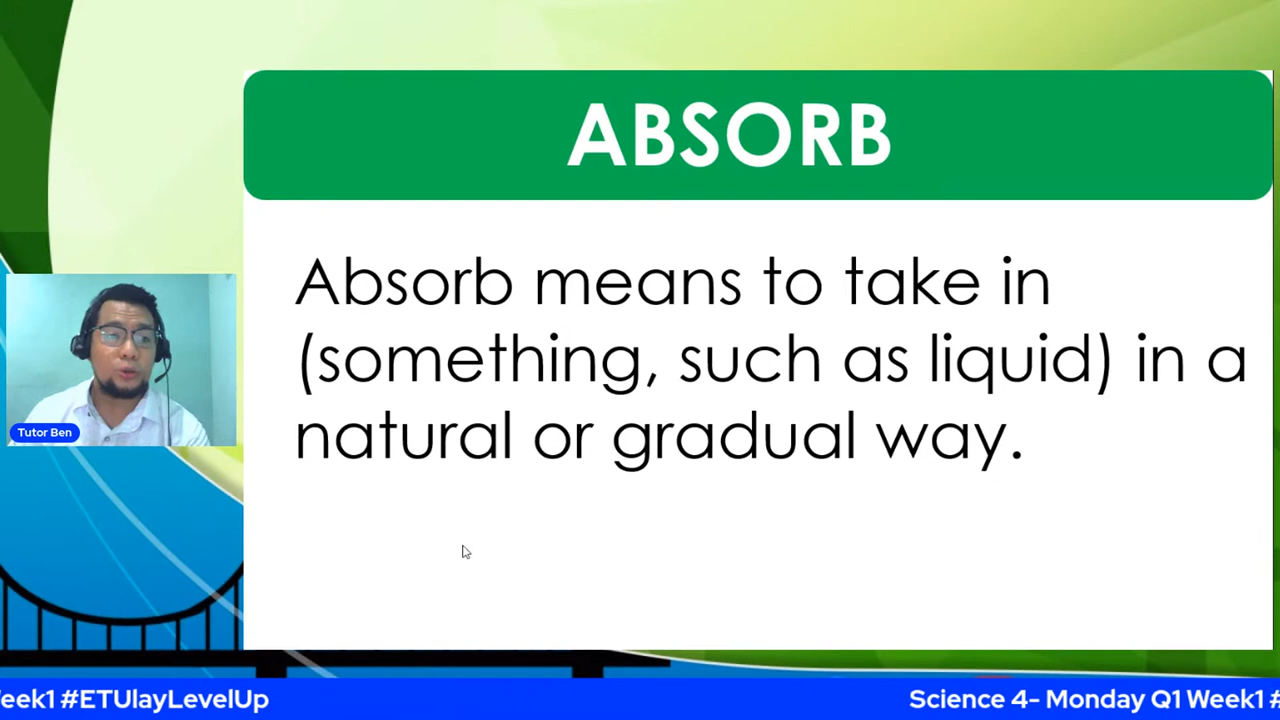 ABSORB
Absorb means to take in
(something, such as liquid) in a
natural or gradual way.
Tutor Ben
eek1 #ETUlayLevelUp
Science 4- Monday Q1 Week1 #